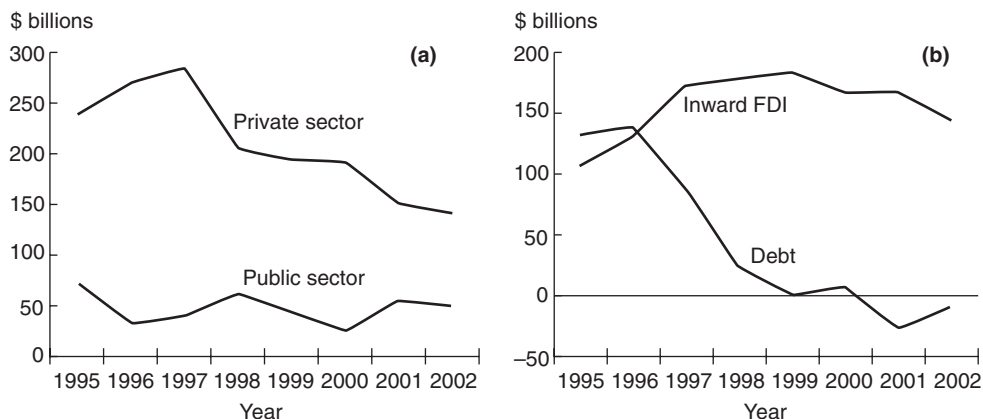 $ billions
(a)
300
250
200
150
100
50
0
Private sector
Public sector
1995 1996 1997 1998 1999 2000 2001 2002
Year
$ billions
(b)
200
150
100
50
0
–50
Inward FDI
Debt
1995 1996 1997 1998 1999 2000 2001 2002
Year